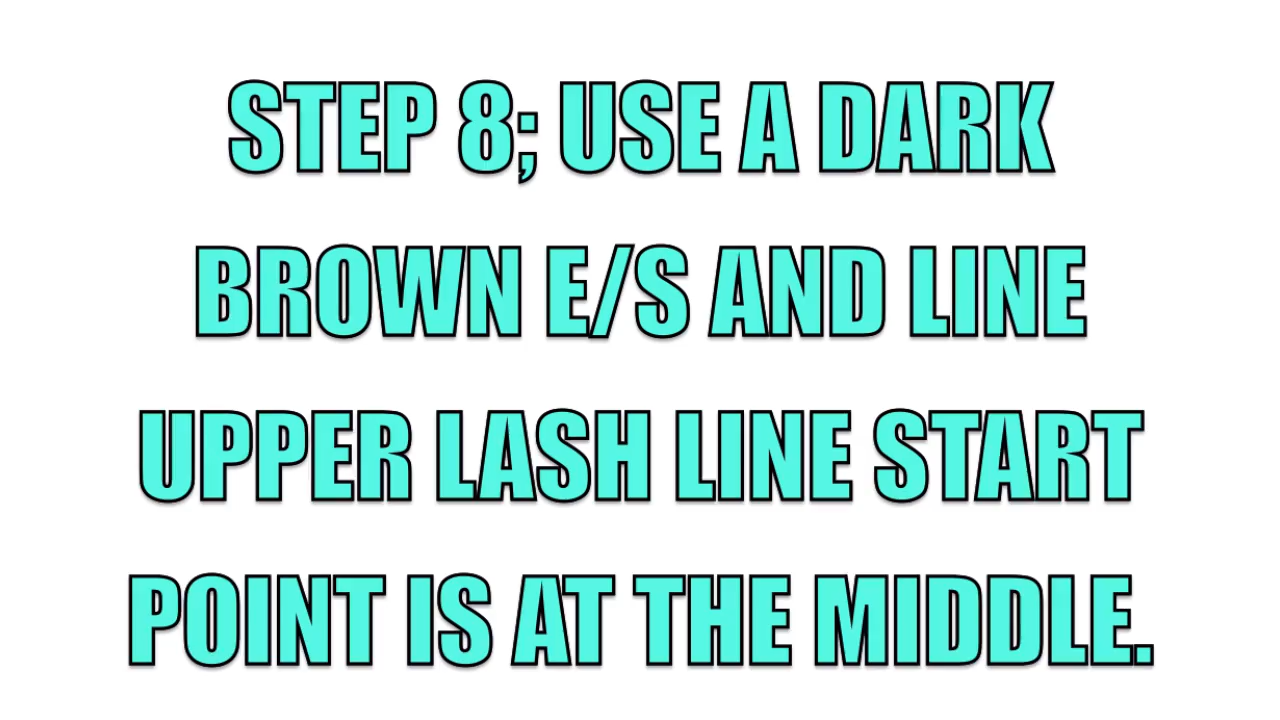 STEP 8; USE A DARK
BROWN E/S AND LINE
UPPER LASH LINE START
POINT IS AT THE MIDDLE.